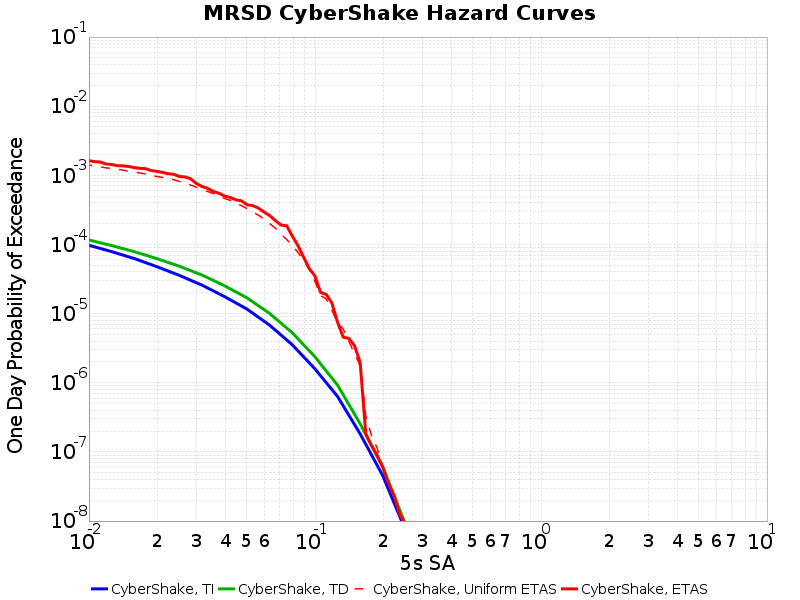 MRSD CyberShake Hazard Curves
One Day Probability of Exceedance
10^-1
10^-2
10^-3
10^-4
10^-5
10^-6
10^-7
10^-8
10^-2 2 3 4 5 6 10^-1 2 3 4 5 6 7 10^0 2 3 4 5 6 7 10^1
5s SA
CyberShake, TI CyberShake, TD CyberShake, Uniform ETAS CyberShake, ETAS